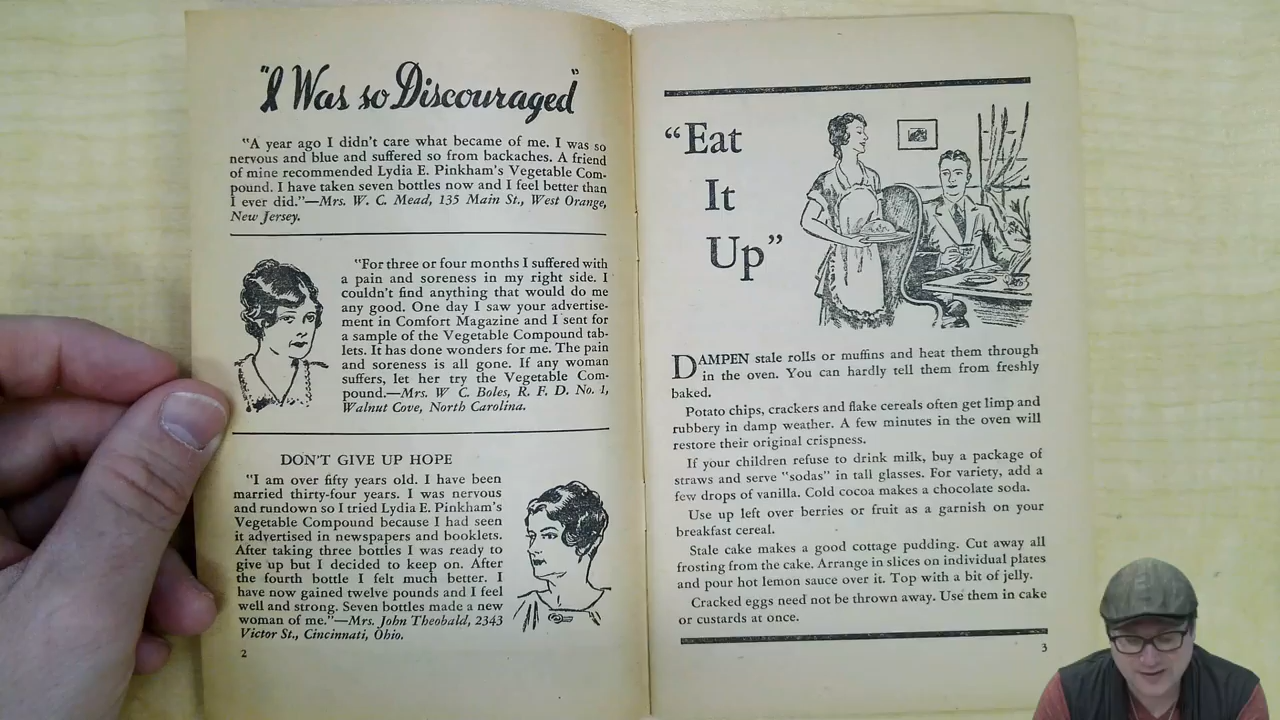 "I Was so Discouraged"
"A year ago I didn't care what became of me. I was so
nervous and blue and suffered so from backaches. A friend
of mine recommended Lydia E. Pinkham's Vegetable Com-
pound. I have taken seven bottles now and I feel better than
I ever did."—Mrs. W. C. Mead, 135 Main St., West Orange,
New Jersey.
"For three or four months I suffered with
a pain and soreness in my right side. I
couldn't find anything that would do me
any good. One day I saw your advertise-
ment in Comfort Magazine and I sent for
a sample of the Vegetable Compound tab-
lets. It has done wonders for me. The pain
and soreness is all gone. If any woman
suffers, let her try the Vegetable Com-
pound.—Mrs. W C. Boles, R. F. D. No. 1,
Walnut Cove, North Carolina.
DON'T GIVE UP HOPE
"I am over fifty years old. I have been
married thirty-four years. I was nervous
and rundown so I tried Lydia E. Pinkham's
Vegetable Compound because I had seen
it advertised in newspapers and booklets.
After taking three bottles I was ready to
give up but I decided to keep on. After
the fourth bottle I felt much better. I
have now gained twelve pounds and I feel
well and strong. Seven bottles made a new
woman of me."—Mrs. John Theobald, 2343
Victor St., Cincinnati, Ohio.
2
"Eat
It
Up"
DAMPEN stale rolls or muffins and heat them through
in the oven. You can hardly tell them from freshly
baked.
Potato chips, crackers and flake cereals often get limp and
rubbery in damp weather. A few minutes in the oven will
restore their original crispness.
If your children refuse to drink milk, buy a package of
straws and serve "sodas" in tall glasses. For variety, add a
few drops of vanilla. Cold cocoa makes a chocolate soda.
Use up left over berries or fruit as a garnish on your
breakfast cereal.
Stale cake makes a good cottage pudding. Cut away all
frosting from the cake. Arrange in slices on individual plates
and pour hot lemon sauce over it. Top with a bit of jelly.
Cracked eggs need not be thrown away. Use them in cake
or custards at once.
3